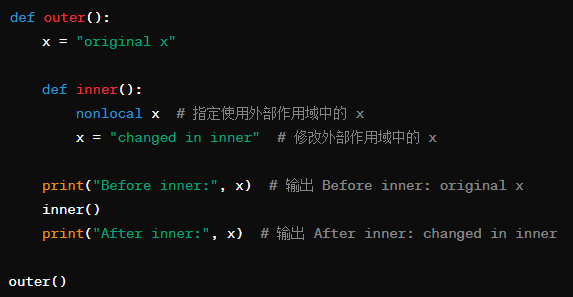 def outer():
    x = "original x"

    def inner():
        nonlocal x  # 指定使用外部作用域中的 x
        x = "changed in inner"  # 修改外部作用域中的 x

    print("Before inner:", x)  # 输出 Before inner: original x
    inner()
    print("After inner:", x)  # 输出 After inner: changed in inner

outer()